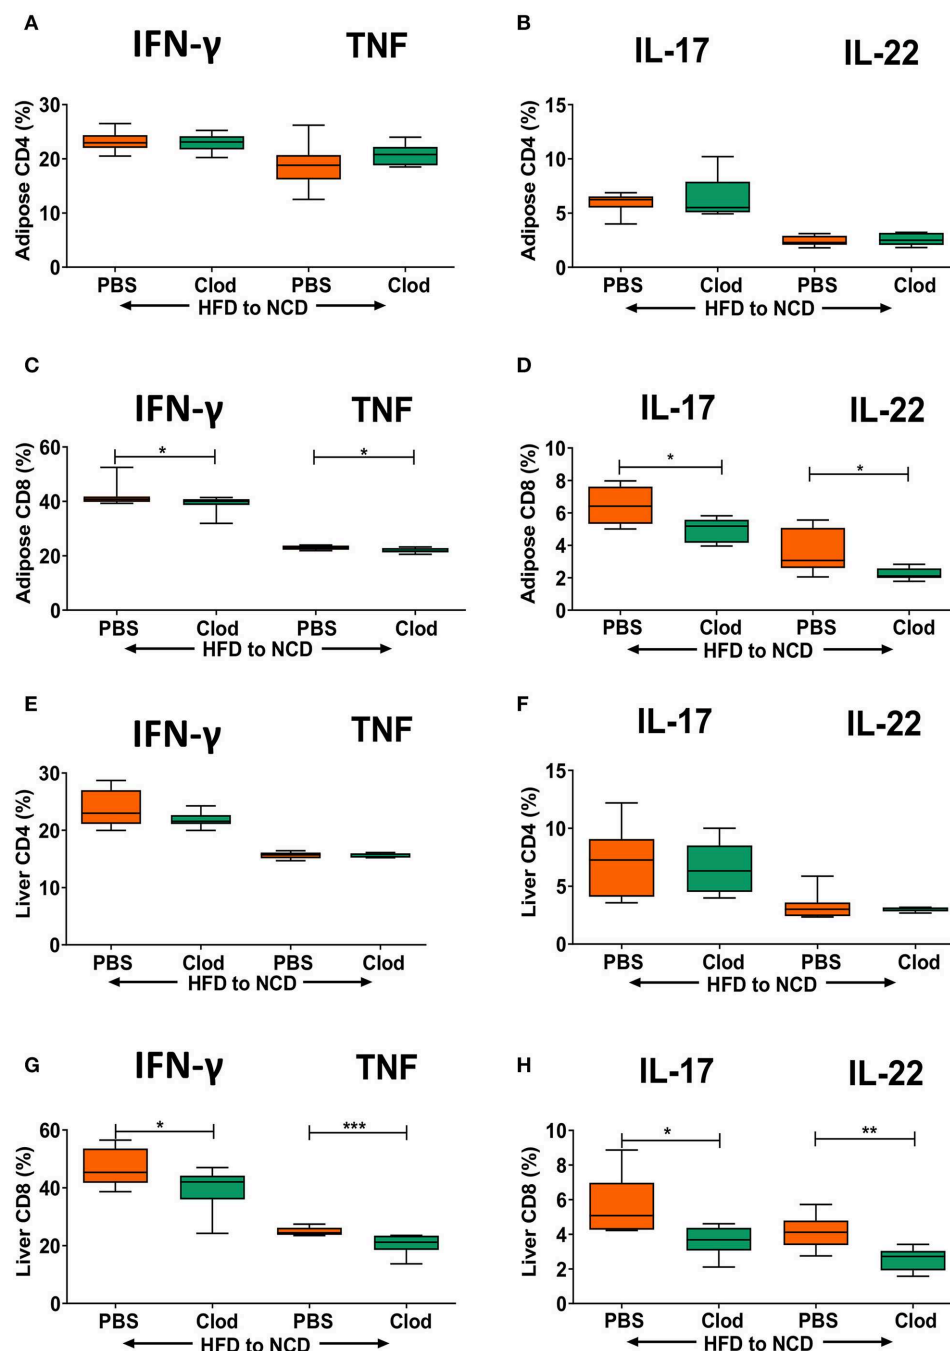 A
IFN-γ TNF
Adipose CD4 (%)
30
20
10
0
PBS Clod PBS Clod
HFD to NCD
B
IL-17 IL-22
Adipose CD4 (%)
15
10
5
0
PBS Clod PBS Clod
HFD to NCD
C
IFN-γ TNF
Adipose CD8 (%)
60
40
20
0
* *
PBS Clod PBS Clod
HFD to NCD
D
IL-17 IL-22
Adipose CD8 (%)
10
8
6
4
2
0
* *
PBS Clod PBS Clod
HFD to NCD
E
IFN-γ TNF
Liver CD4 (%)
30
20
10
0
PBS Clod PBS Clod
HFD to NCD
F
IL-17 IL-22
Liver CD4 (%)
15
10
5
0
PBS Clod PBS Clod
HFD to NCD
G
IFN-γ TNF
Liver CD8 (%)
60
40
20
0
* ***
PBS Clod PBS Clod
HFD to NCD
H
IL-17 IL-22
Liver CD8 (%)
10
8
6
4
2
0
* **
PBS Clod PBS Clod
HFD to NCD